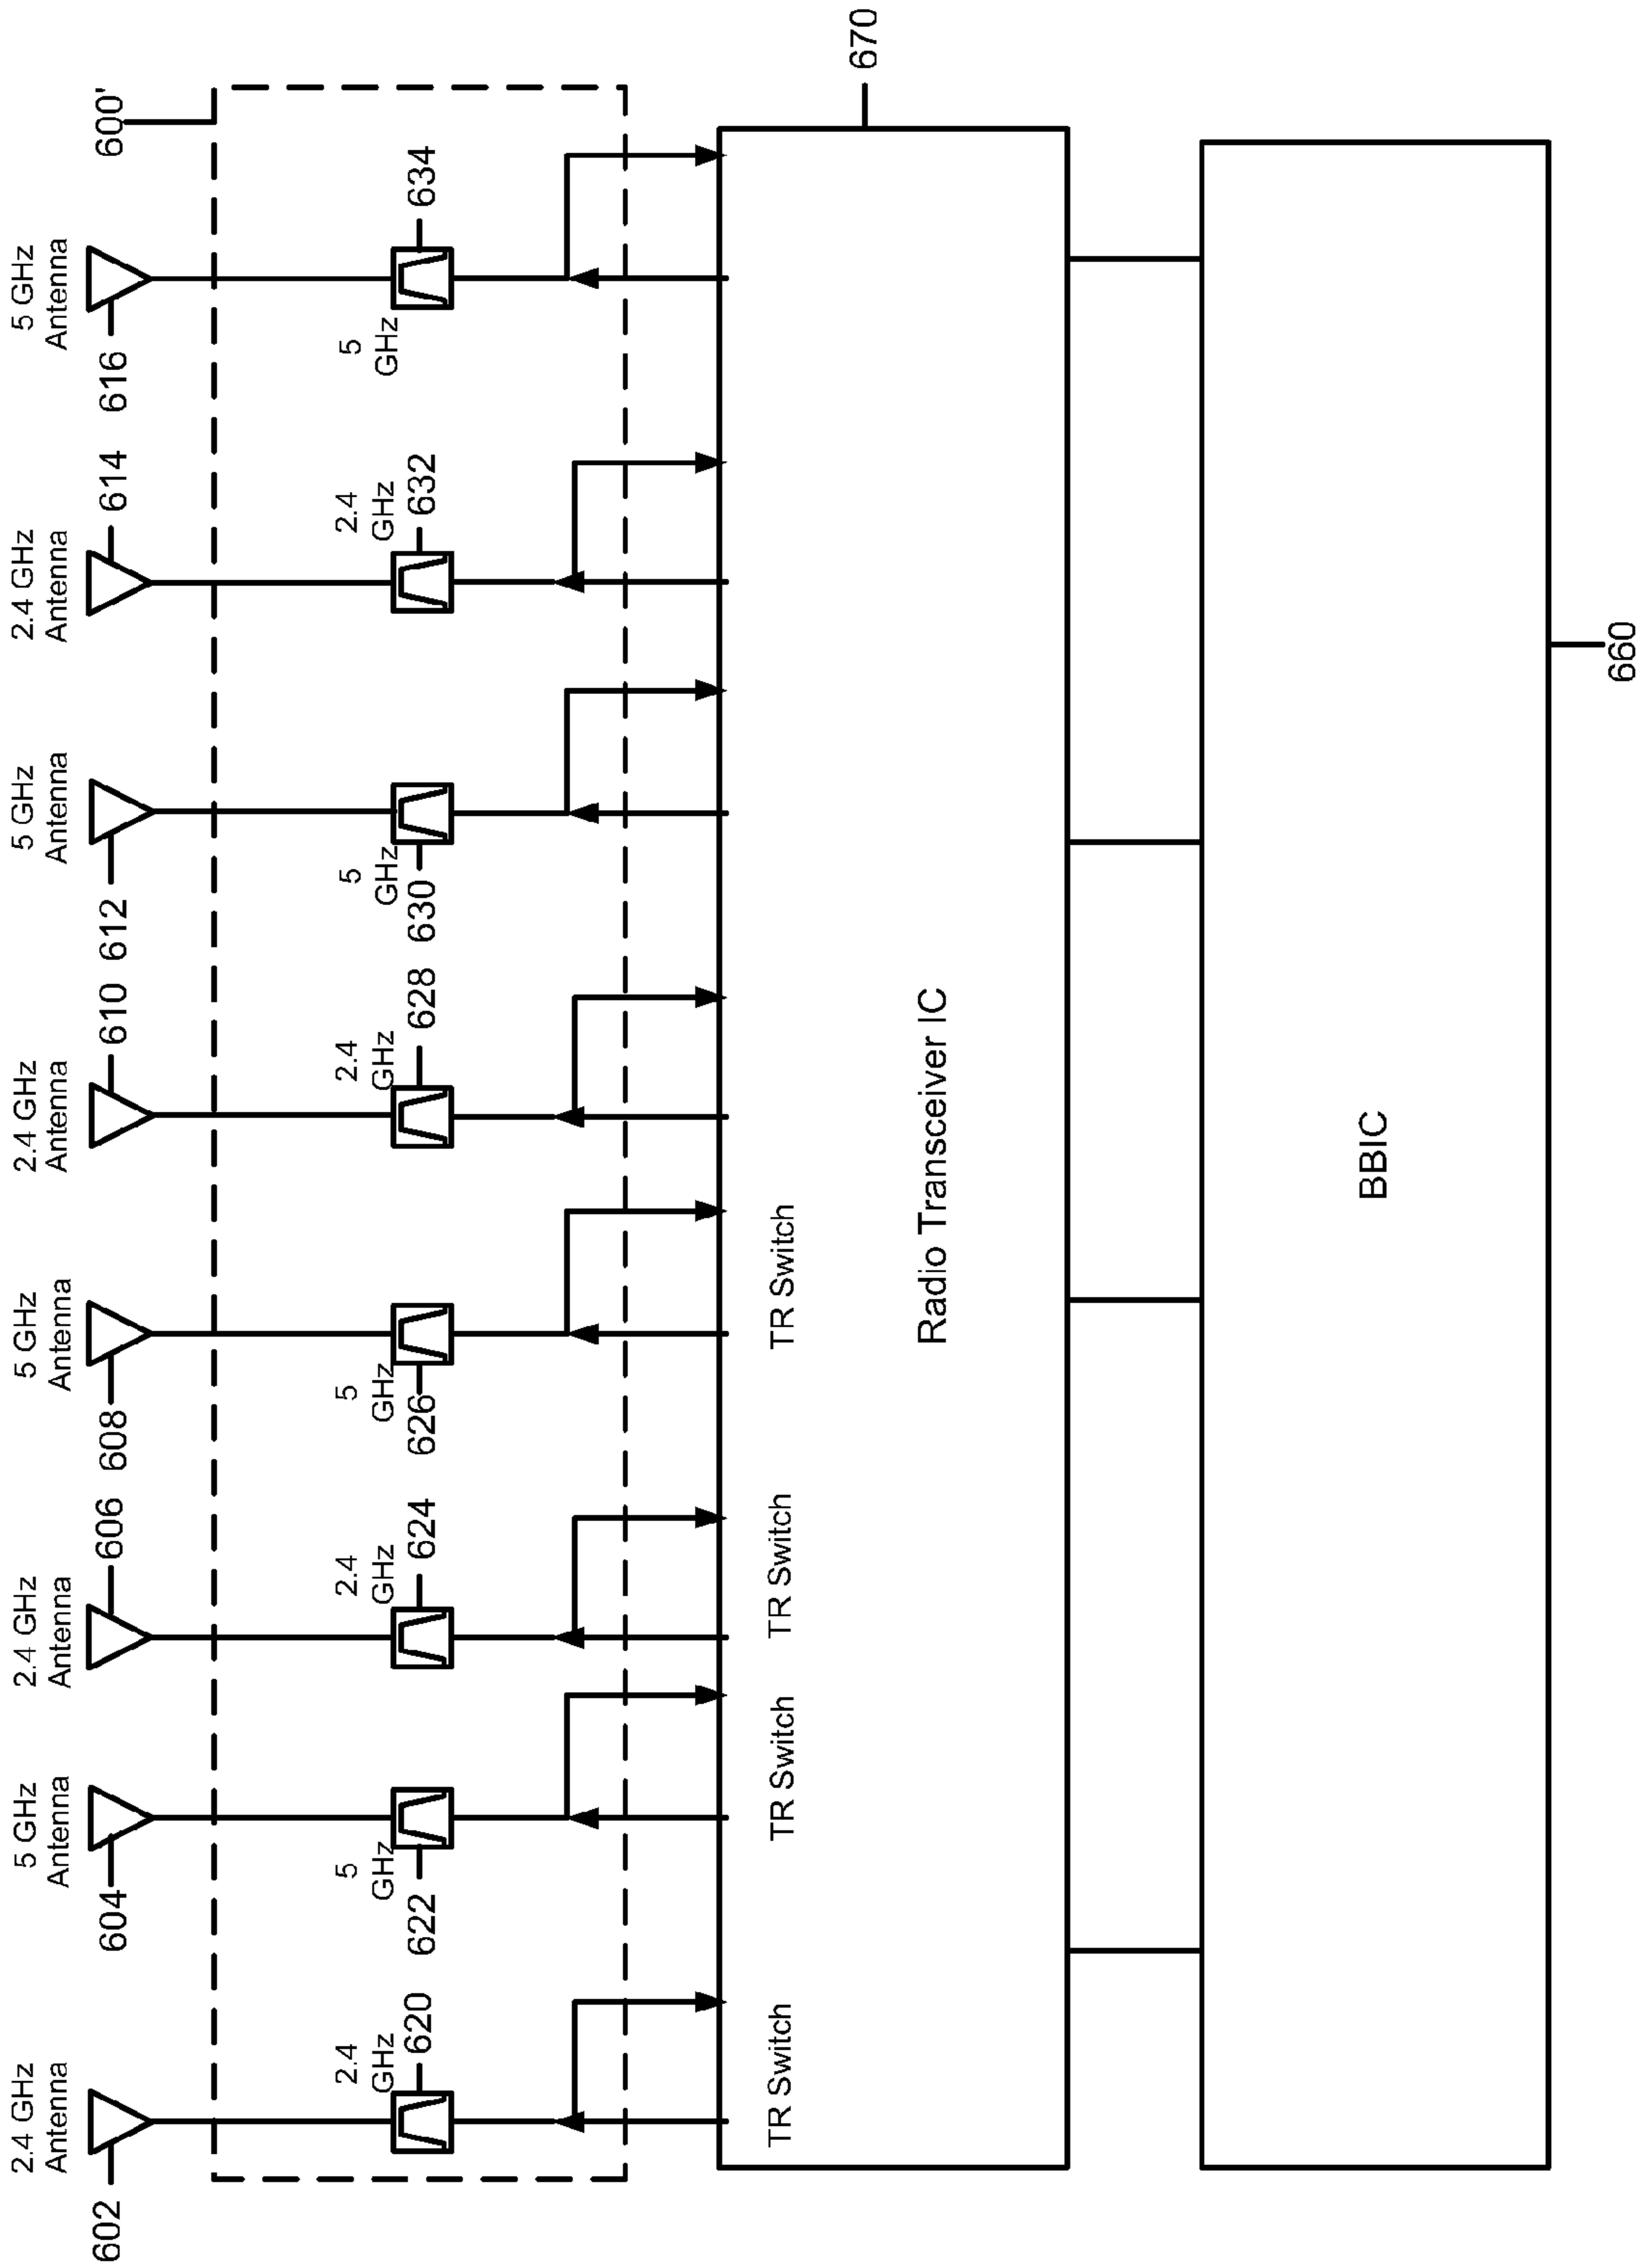 2.4 GHz
Antenna
5 GHz
Antenna
2.4 GHz
Antenna
5 GHz
Antenna
2.4 GHz
Antenna
5 GHz
Antenna
2.4 GHz
Antenna
5 GHz
Antenna
602
604
606
608
610
612
614
616
600'
2.4
GHz
620
5
GHz
622
2.4
GHz
624
5
GHz
626
2.4
GHz
628
5
GHz
630
2.4
GHz
632
5
GHz
634
TR Switch
TR Switch
TR Switch
TR Switch
Radio Transceiver IC
670
BBIC
660